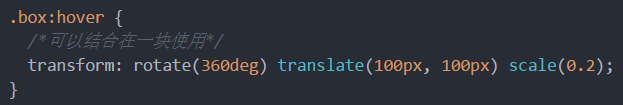 .box:hover {
/*可以结合在一块使用*/
transform: rotate(360deg) translate(100px, 100px) scale(0.2);
}